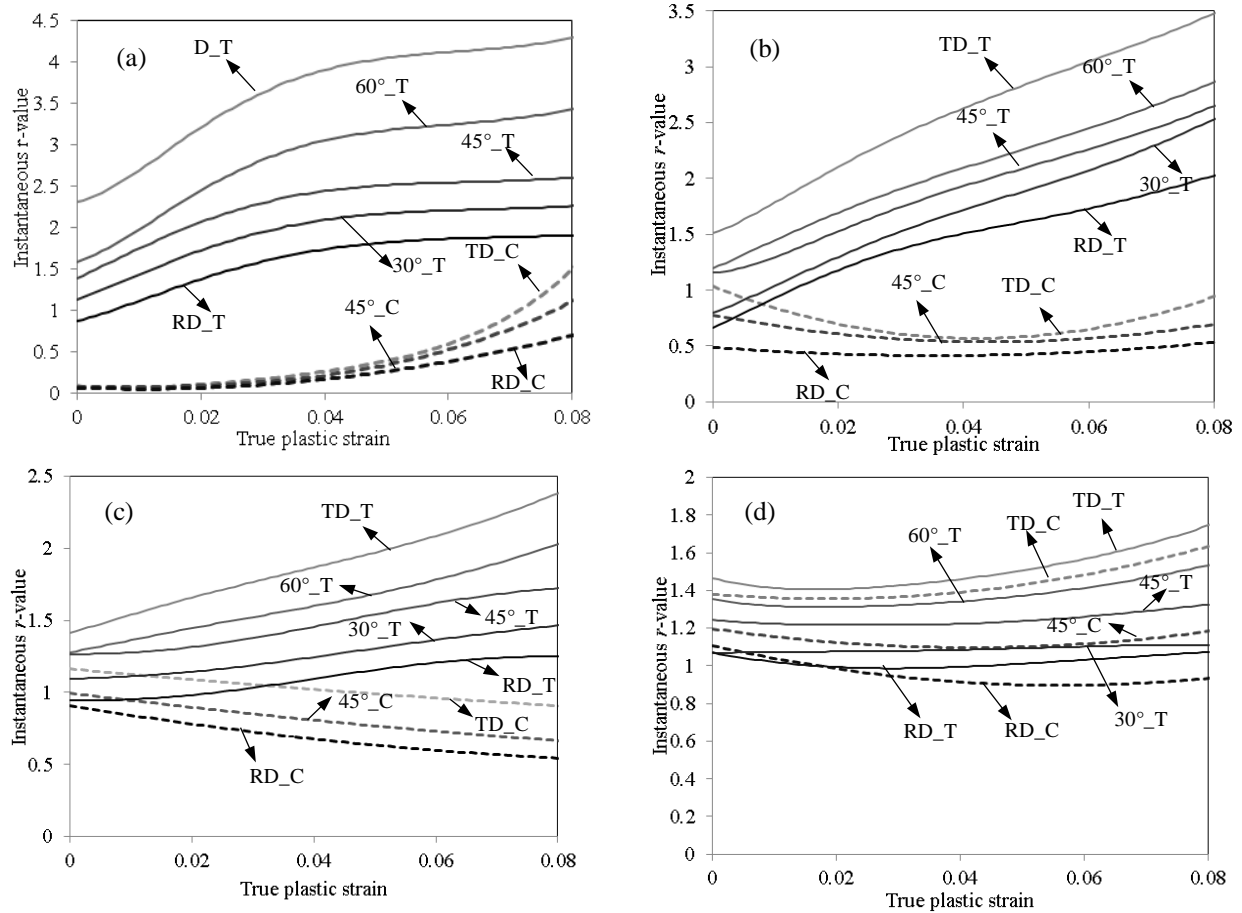 (a)
Instantaneous r-value
4.5
4
3.5
3
2.5
2
1.5
1
0.5
0
D_T
60°_T
45°_T
30°_T
RD_T
TD_C
45°_C
RD_C
0 0.02 0.04 0.06 0.08
True plastic strain
(b)
Instantaneous r-value
3.5
3
2.5
2
1.5
1
0.5
0
TD_T
60°_T
45°_T
30°_T
RD_T
45°_C
TD_C
RD_C
0 0.02 0.04 0.06 0.08
True plastic strain
(c)
Instantaneous r-value
2.5
2
1.5
1
0.5
0
TD_T
60°_T
30°_T
45°_T
RD_T
45°_C
TD_C
RD_C
0 0.02 0.04 0.06 0.08
True plastic strain
(d)
Instantaneous r-value
2
1.8
1.6
1.4
1.2
1
0.8
0.6
0.4
0.2
0
TD_T
TD_C
60°_T
45°_T
45°_C
30°_T
RD_T
RD_C
0 0.02 0.04 0.06 0.08
True plastic strain